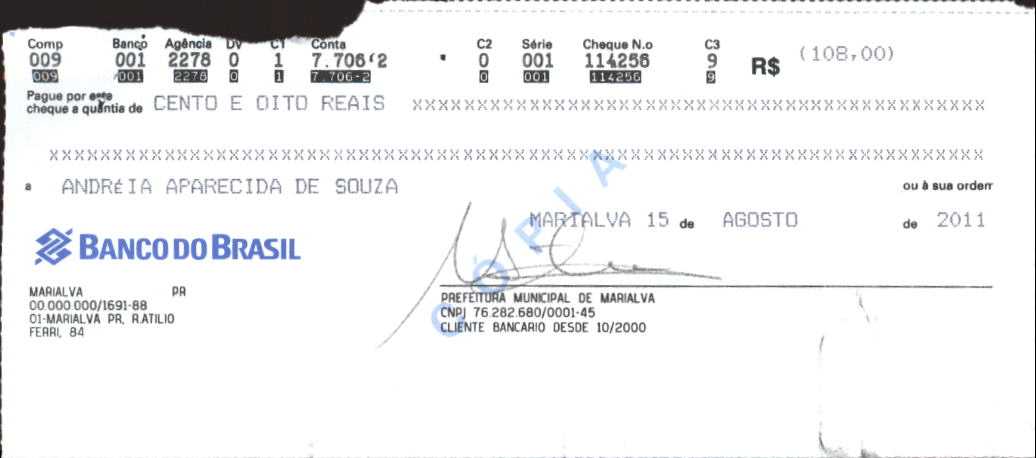 Comp Banco Agência DV C1 Conta C2 Série Cheque N.o C3
009 001 2278 0 1 7.706-2 0 001 114256 9 R$ (108,00)
009 001 2278 0 1 7.706-2 0 001 114256 9
Pague por este
cheque a quantia de CENTO E OITO REAIS XXXXXXXXXXXXXXXXXXXXXXXXXXXXXXXXXXXXXXXXXXXX
XXXXXXXXXXXXXXXXXXXXXXXXXXXXXXXXXXXXXXXXXXXXXXXXXXXXXXXXXXXXXXXXXXXXXXXX
a ANDRéIA APARECIDA DE SOUZA ou à sua ordem
MARIALVA 15 de AGOSTO de 2011
BANCO DO BRASIL
MARIALVA PR
00.000.000/1691-88
01-MARIALVA PR, R.ATILIO
FERRI, 84
PREFEITURA MUNICIPAL DE MARIALVA
CNPJ 76.282.680/0001-45
CLIENTE BANCARIO DESDE 10/2000
CÓPIA